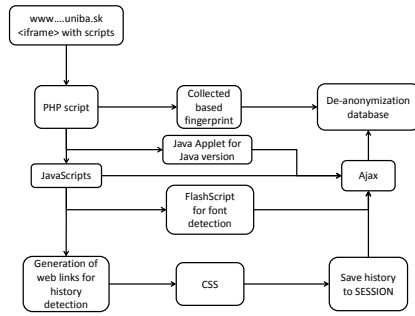 www....uniba.sk
<iframe> with scripts
PHP script
Collected
based
fingerprint
De-anonymization
database
Java Applet for
Java version
JavaScripts
Ajax
FlashScript
for font
detection
Generation of
web links for
history
detection
CSS
Save history
to SESSION